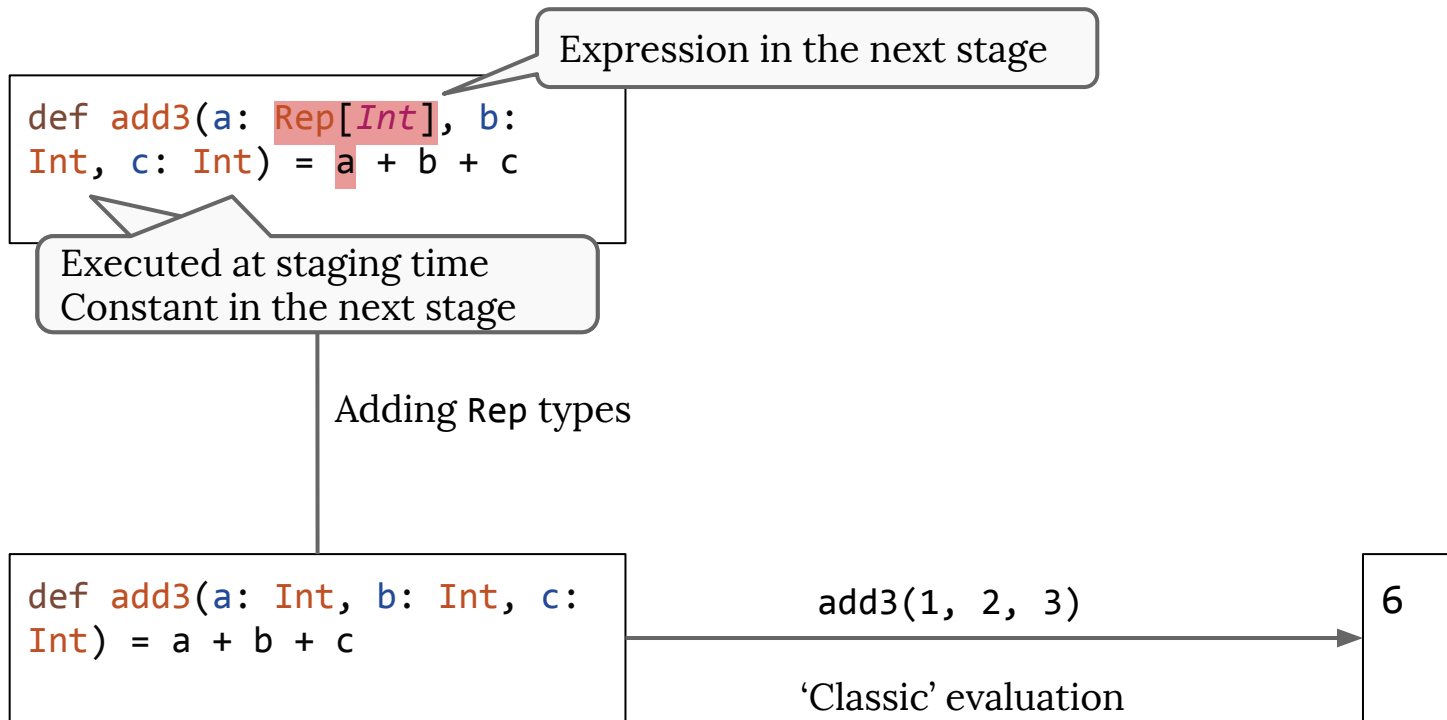 Expression in the next stage
def add3(a: Rep[Int], b:
Int, c: Int) = a + b + c
Executed at staging time
Constant in the next stage
Adding Rep types
def add3(a: Int, b: Int, c:
Int) = a + b + c
add3(1, 2, 3)
6
‘Classic’ evaluation